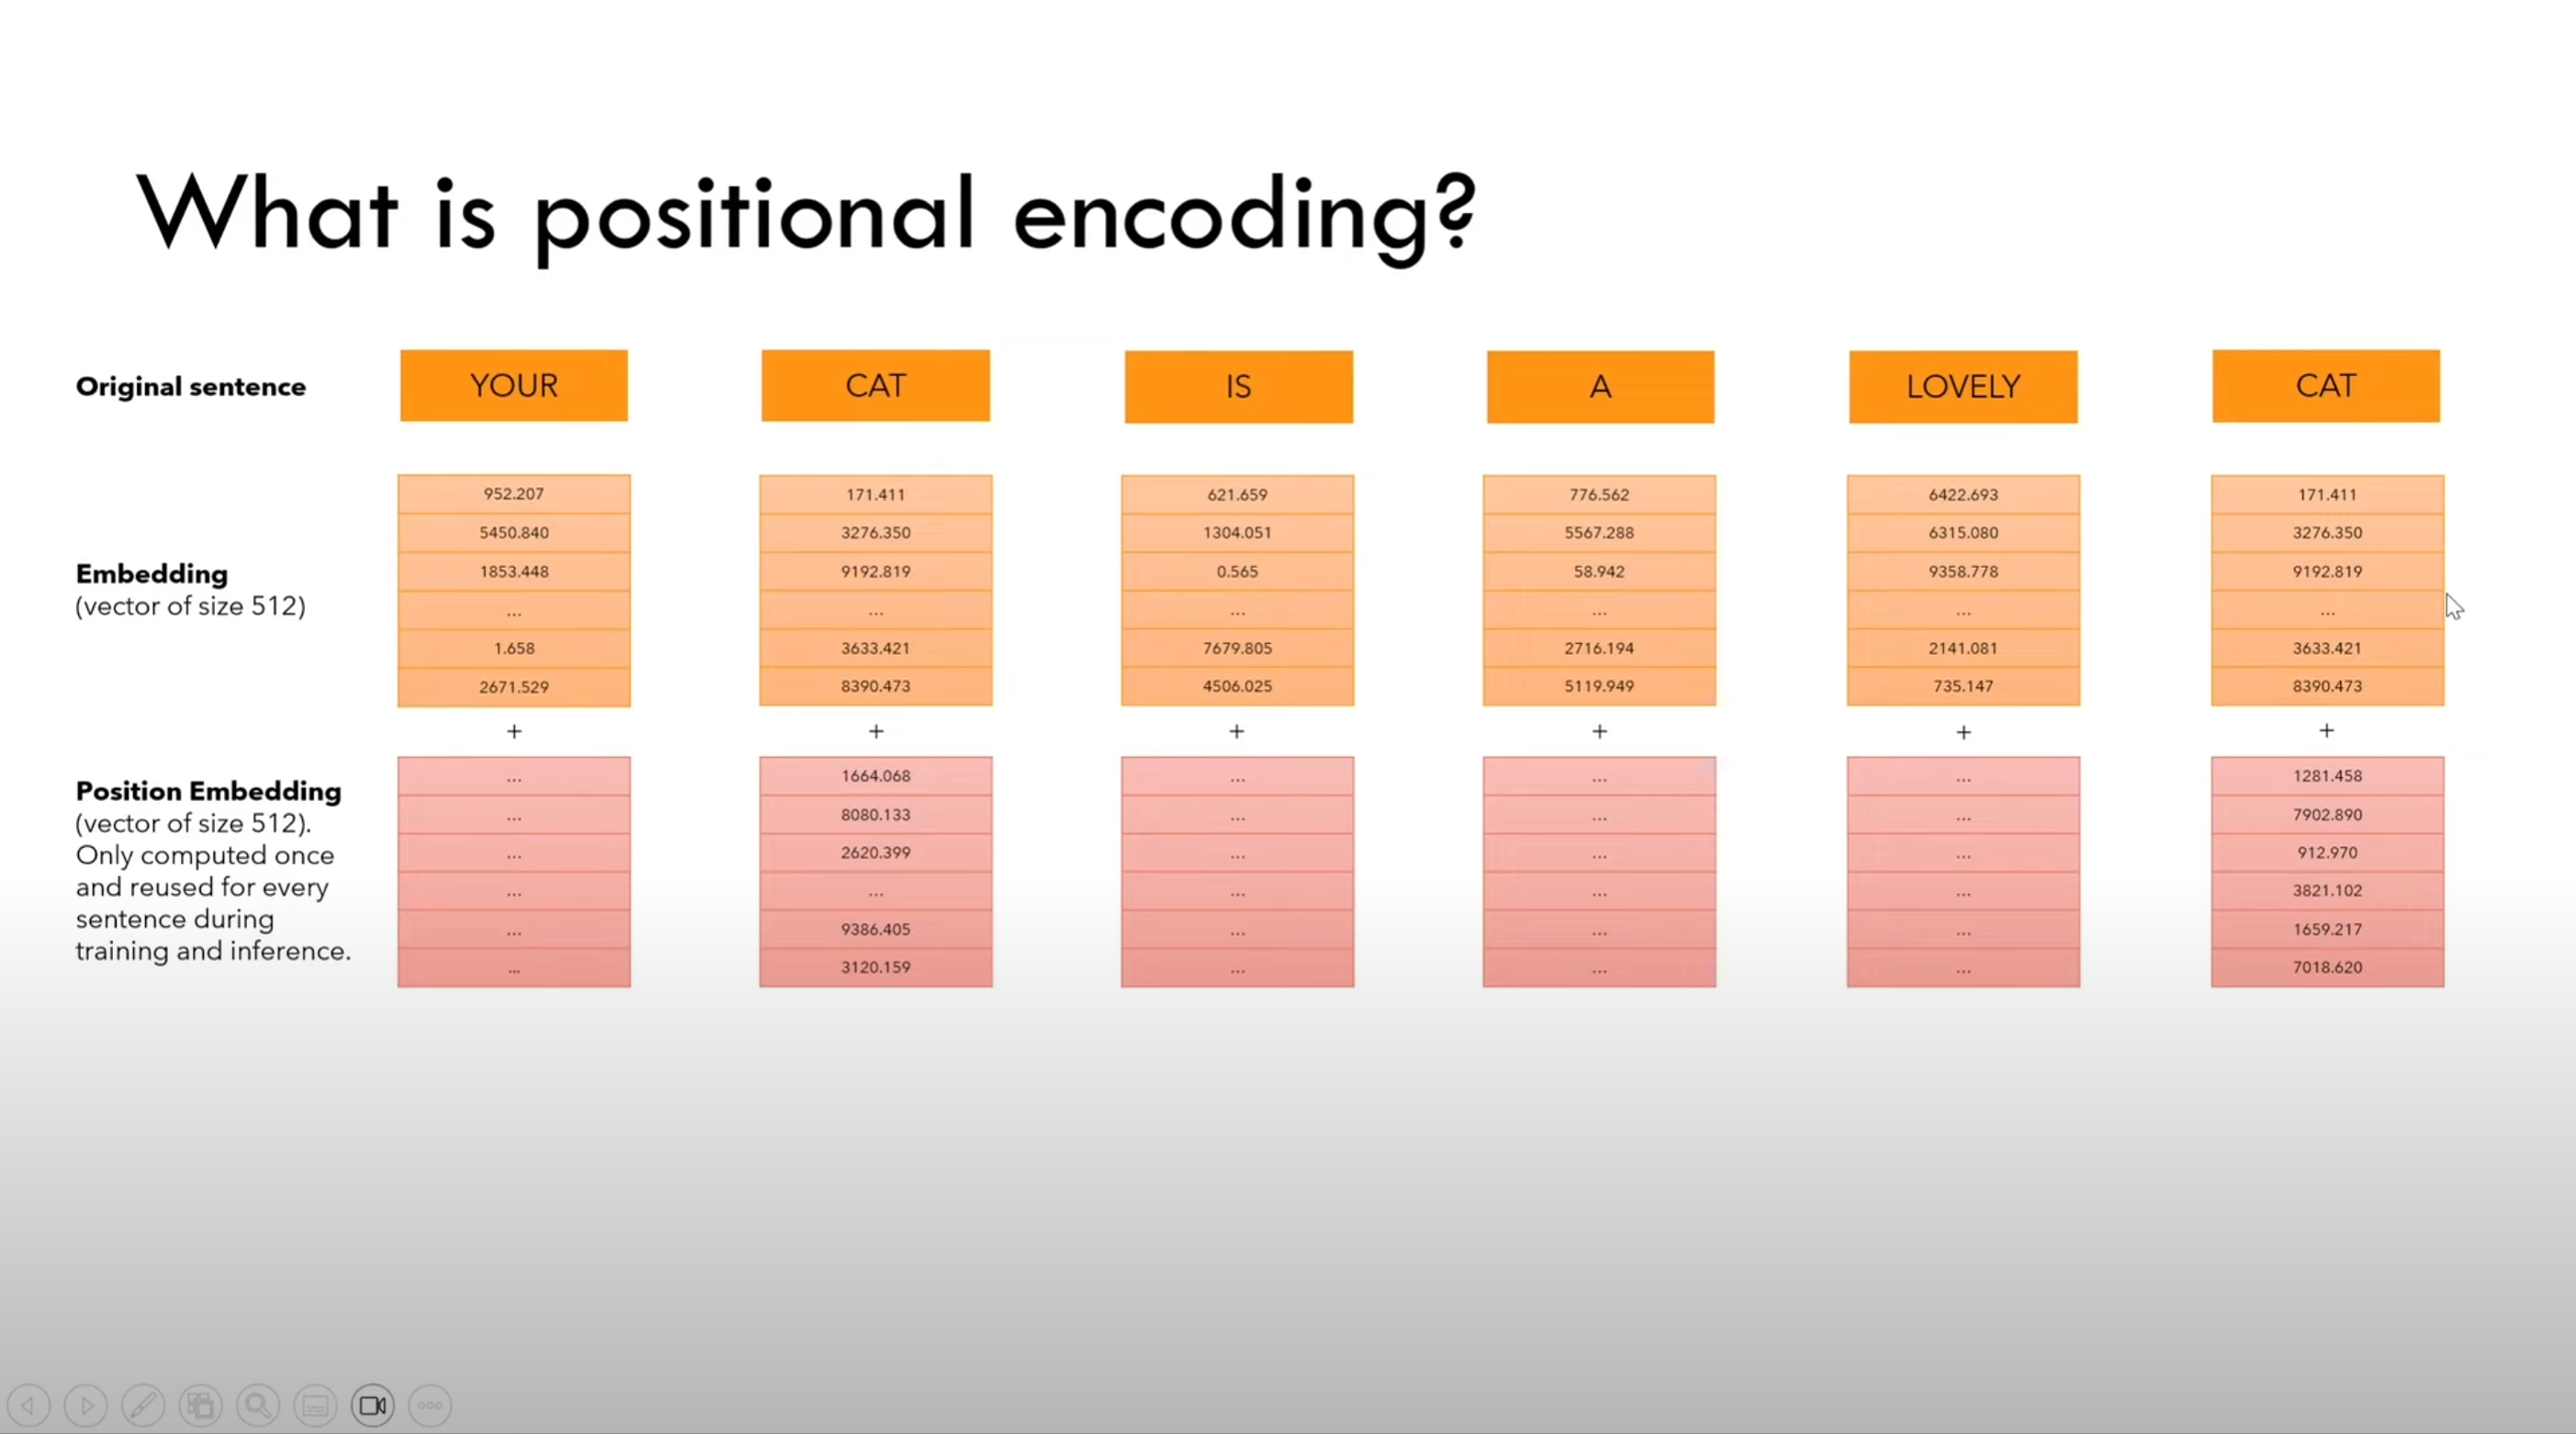 What is positional encoding?
Original sentence YOUR CAT IS A LOVELY CAT
952.207 171.411 621.659 776.562 6422.693 171.411
5450.840 3276.350 1304.051 5567.288 6315.080 3276.350
Embedding 1853.448 9192.819 0.565 58.942 9358.778 9192.819
(vector of size 512) ... ... ... ... ... ...
1.658 3633.421 7679.805 2716.194 2141.081 3633.421
2671.529 8390.473 4506.025 5119.949 735.147 8390.473
+ + + + + +
Position Embedding ... 1664.068 ... ... ... 1281.458
(vector of size 512). ... 8080.133 ... ... ... 7902.890
Only computed once ... 2620.399 ... ... ... 912.970
and reused for every ... ... ... ... ... 3821.102
sentence during ... 9386.405 ... ... ... 1659.217
training and inference. ... 3120.159 ... ... ... 7018.620